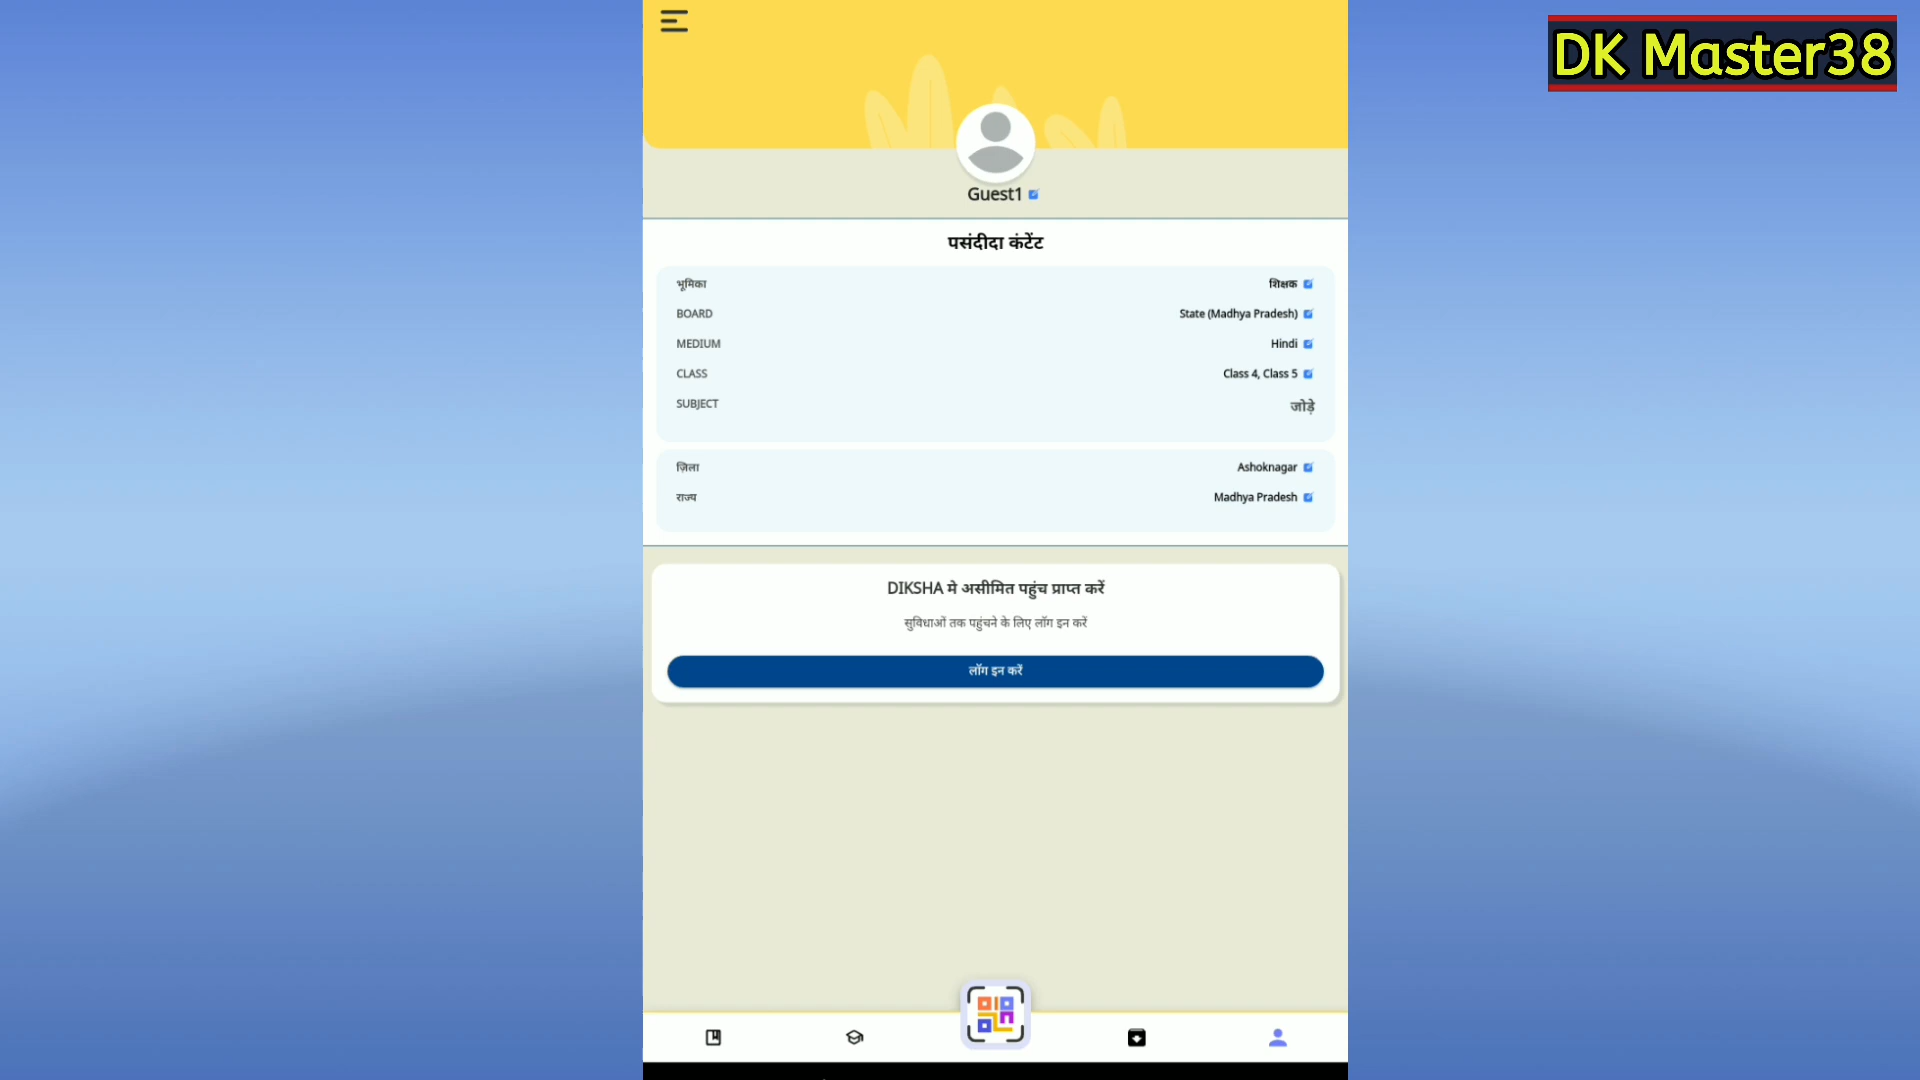 DK Master38
Guest1
पसंदीदा कंटेंट
भूमिका शिक्षक
BOARD State (Madhya Pradesh)
MEDIUM Hindi
CLASS Class 4, Class 5
SUBJECT जोड़े
ज़िला Ashoknagar
राज्य Madhya Pradesh
DIKSHA मे असीमित पहुंच प्राप्त करें
सुविधाओं तक पहुंचने के लिए लॉग इन करें
लॉग इन करें